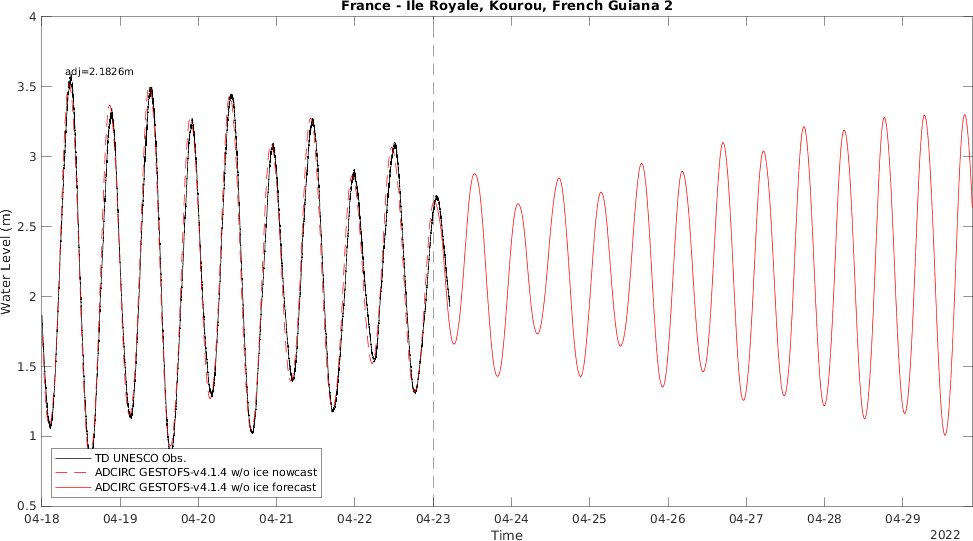 France - Ile Royale, Kourou, French Guiana 2
adj=2.1826m
4
3.5
3
2.5
2
1.5
1
0.5
Water Level (m)
TD UNESCO Obs.
ADCIRC GESTOFS-v4.1.4 w/o ice nowcast
ADCIRC GESTOFS-v4.1.4 w/o ice forecast
04-18 04-19 04-20 04-21 04-22 04-23 04-24 04-25 04-26 04-27 04-28 04-29
Time
2022